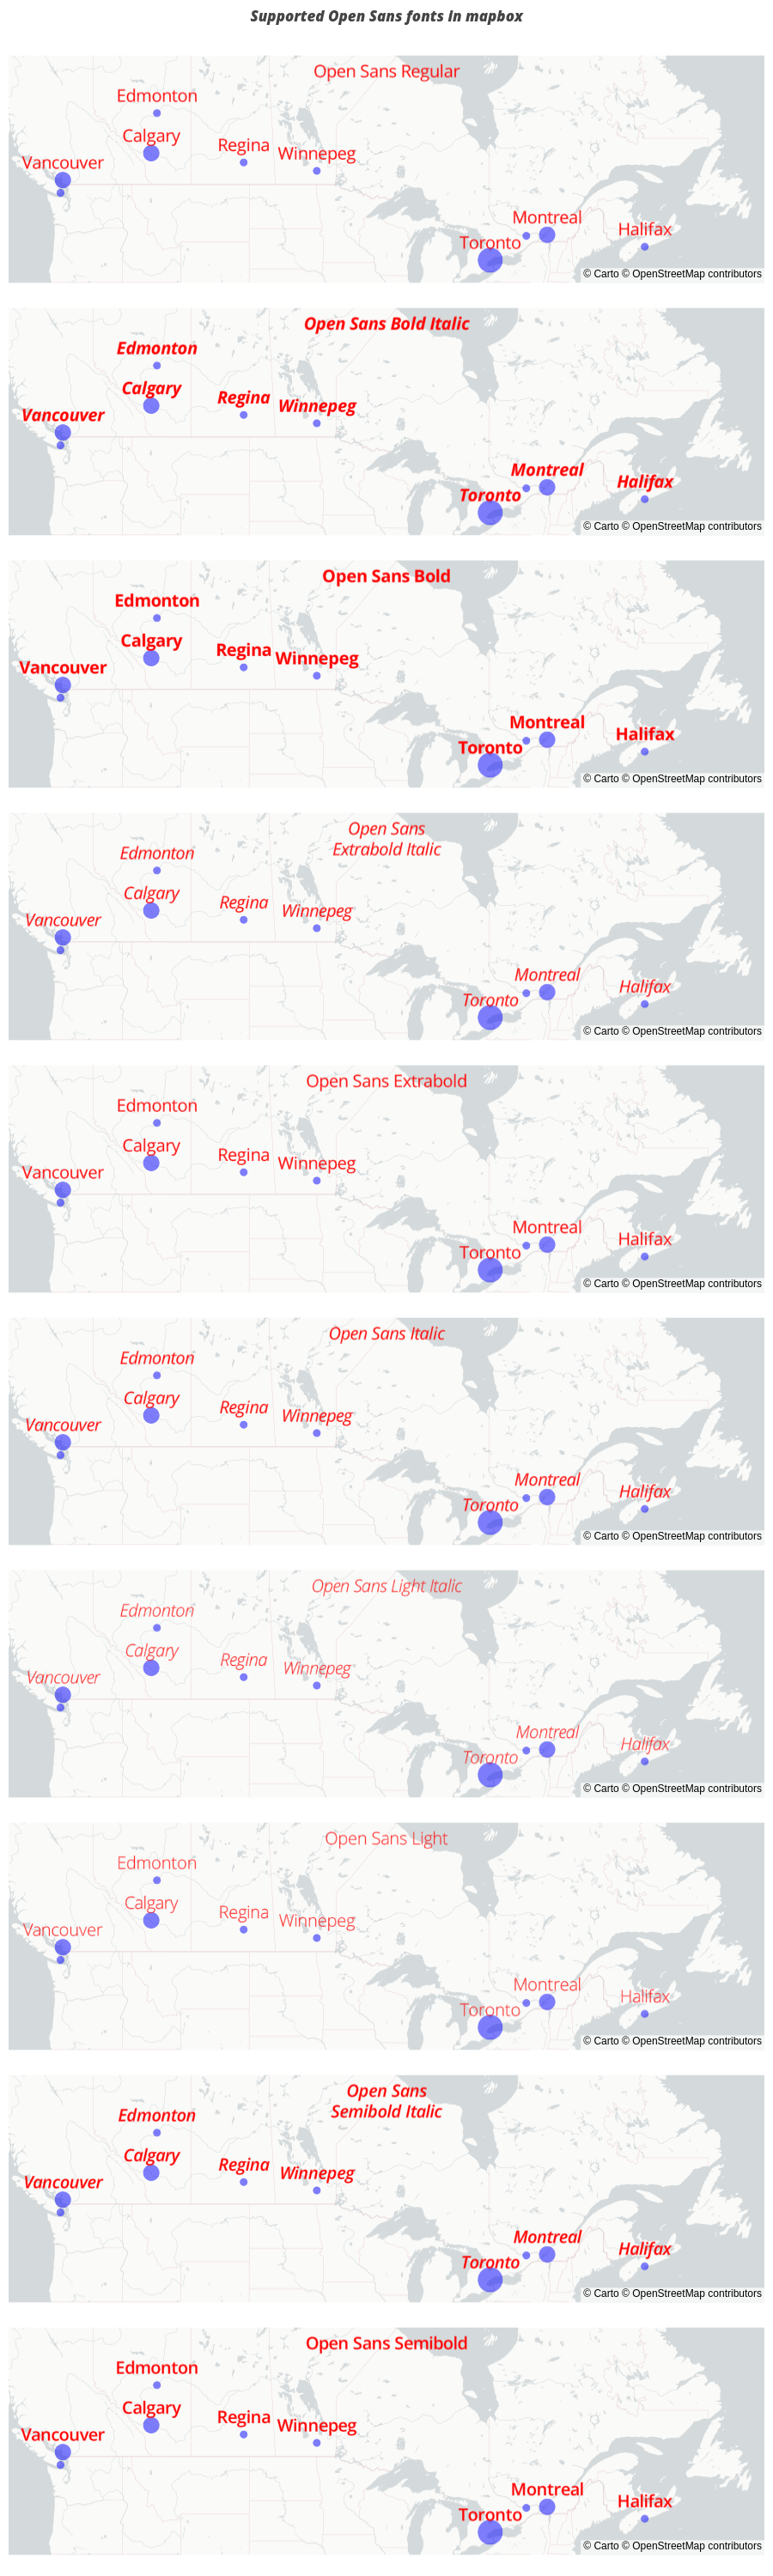 Supported Open Sans fonts in mapbox
Open Sans Regular
Edmonton
Calgary
Regina
Winnepeg
Vancouver
Montreal
Toronto
Halifax
© Carto © OpenStreetMap contributors
Open Sans Bold Italic
Edmonton
Calgary
Regina
Winnepeg
Vancouver
Montreal
Toronto
Halifax
© Carto © OpenStreetMap contributors
Open Sans Bold
Edmonton
Calgary
Regina
Winnepeg
Vancouver
Montreal
Toronto
Halifax
© Carto © OpenStreetMap contributors
Open Sans
Extrabold Italic
Edmonton
Calgary
Regina
Winnepeg
Vancouver
Montreal
Toronto
Halifax
© Carto © OpenStreetMap contributors
Open Sans Extrabold
Edmonton
Calgary
Regina
Winnepeg
Vancouver
Montreal
Toronto
Halifax
© Carto © OpenStreetMap contributors
Open Sans Italic
Edmonton
Calgary
Regina
Winnepeg
Vancouver
Montreal
Toronto
Halifax
© Carto © OpenStreetMap contributors
Open Sans Light Italic
Edmonton
Calgary
Regina
Winnepeg
Vancouver
Montreal
Toronto
Halifax
© Carto © OpenStreetMap contributors
Open Sans Light
Edmonton
Calgary
Regina
Winnepeg
Vancouver
Montreal
Toronto
Halifax
© Carto © OpenStreetMap contributors
Open Sans
Semibold Italic
Edmonton
Calgary
Regina
Winnepeg
Vancouver
Montreal
Toronto
Halifax
© Carto © OpenStreetMap contributors
Open Sans Semibold
Edmonton
Calgary
Regina
Winnepeg
Vancouver
Montreal
Toronto
Halifax
© Carto © OpenStreetMap contributors